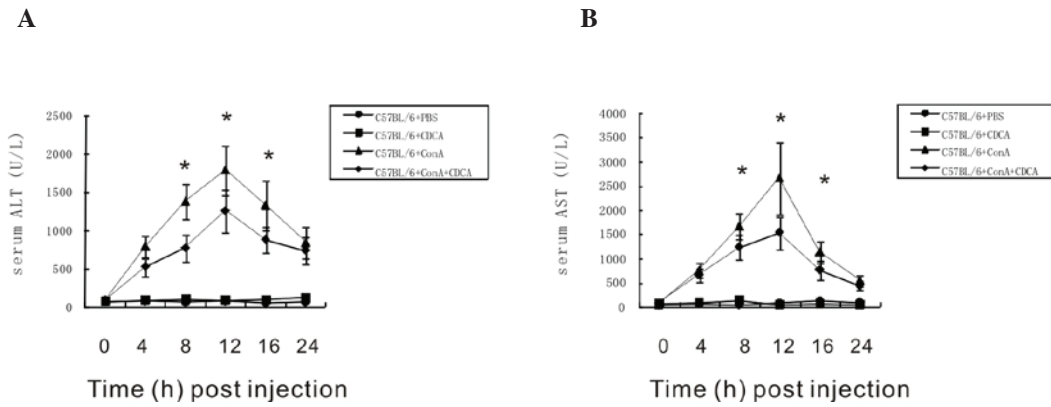 A
B
serum ALT (U/L)
2500
2000
1500
1000
500
0
*
*
*
0 4 8 12 16 24
Time (h) post injection
C57BL/6+PBS
C57BL/6+CDCA
C57BL/6+ConA
C57BL/6+ConA+CDCA
serum AST (U/L)
4000
3500
3000
2500
2000
1500
1000
500
0
*
*
*
0 4 8 12 16 24
Time (h) post injection
C57BL/6+PBS
C57BL/6+CDCA
C57BL/6+ConA
C57BL/6+ConA+CDCA